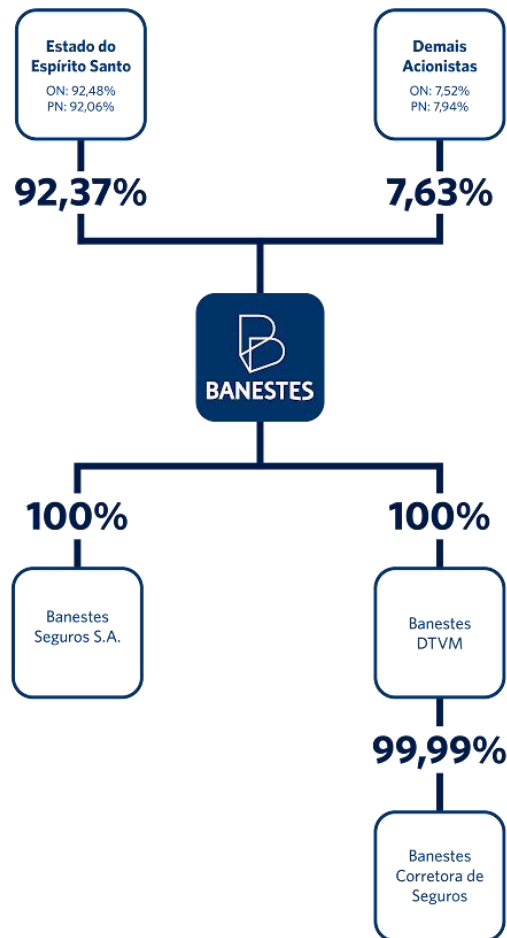 Estado do
Espírito Santo
ON: 92,48%
PN: 92,06%
Demais
Acionistas
ON: 7,52%
PN: 7,94%
92,37%
7,63%
BANESTES
100%
100%
Banestes
Seguros S.A.
Banestes
DTVM
99,99%
Banestes
Corretora de
Seguros